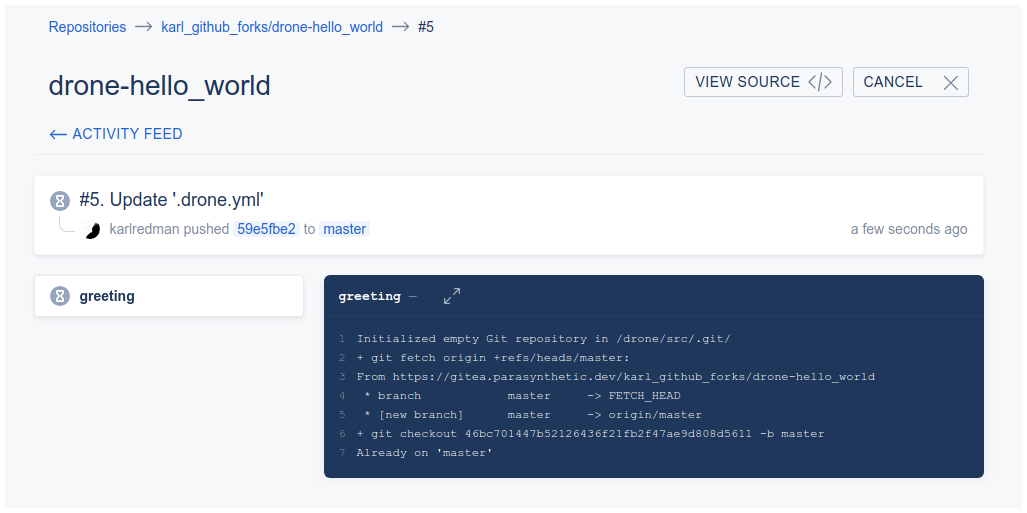 Repositories → karl_github_forks/drone-hello_world → #5
drone-hello_world
VIEW SOURCE </>
CANCEL
← ACTIVITY FEED
#5. Update '.drone.yml'
karlredman pushed 59e5fbe2 to master
a few seconds ago
greeting
greeting —
1 Initialized empty Git repository in /drone/src/.git/
2 + git fetch origin +refs/heads/master:
3 From https://gitea.parasynthetic.dev/karl_github_forks/drone-hello_world
4 * branch master -> FETCH_HEAD
5 * [new branch] master -> origin/master
6 + git checkout 46bc701447b52126436f21fb2f47ae9d808d5611 -b master
7 Already on 'master'